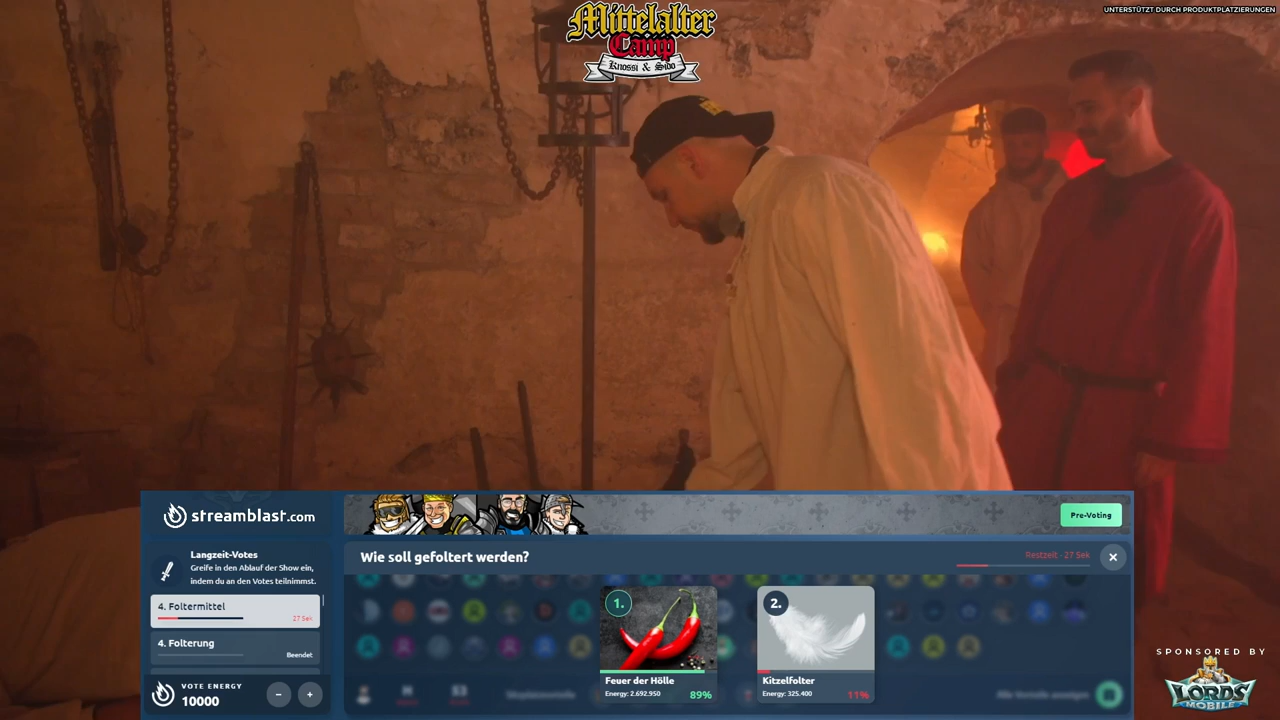 UNTERSTÜTZT DURCH PRODUKTPLATZIERUNGEN
Mittelalter
Camp
Knossi & Sido
streamblast.com
Pre-Voting
Langzeit-Votes
Greife in den Ablauf der Show ein,
indem du an den Votes teilnimmst.
4. Foltermittel
27 Sek
4. Folterung
Beendet
VOTE ENERGY
10000
Wie soll gefoltert werden?
Restzeit - 27 Sek
1.
Feuer der Hölle
Energy: 2.692.950
89%
2.
Kitzelfolter
Energy: 325.400
11%
Alle Vorteile anzeigen
SPONSORED BY
LORDS
MOBILE